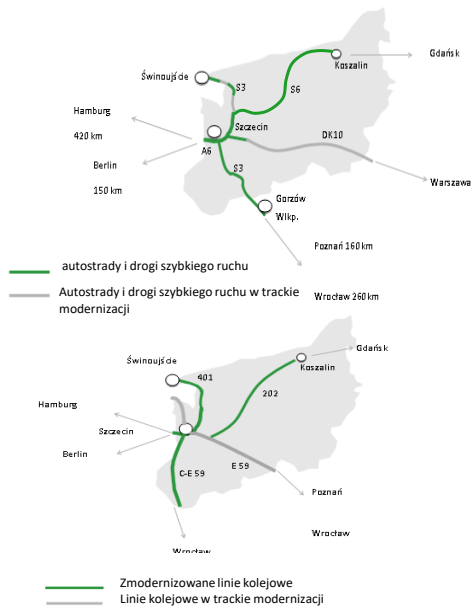 Gdańsk
Koszalin
Świnoujście
S3
S6
Hamburg
420 km
Szczecin
DK10
A6
Berlin
150 km
S3
Warszawa
Gorzów
Wlkp.
Poznań 160 km
autostrady i drogi szybkiego ruchu
Autostrady i drogi szybkiego ruchu w trackie
modernizacji
Wrocław 260 km
Gdańsk
Świnoujście
Koszalin
401
202
Hamburg
Szczecin
Berlin
E 59
C-E 59
Poznań
Wrocław
Wrocław
Zmodernizowane linie kolejowe
Linie kolejowe w trackie modernizacji